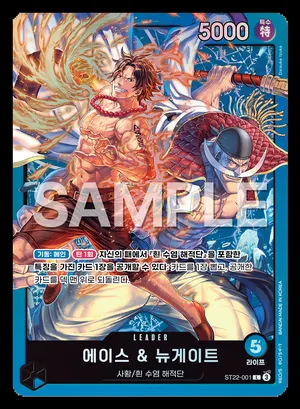 5000
특수
特
SAMPLE
기동: 메인 턴 1회 자신의 패에서 『흰 수염 해적단』을 포함한
특징을 가진 카드 1장을 공개할 수 있다: 카드를 1장 뽑고, 공개한
카드를 덱 맨 위로 되돌린다.
LEADER
에이스 & 뉴게이트
사황/흰 수염 해적단
5
라이프
ST22-001 L 3